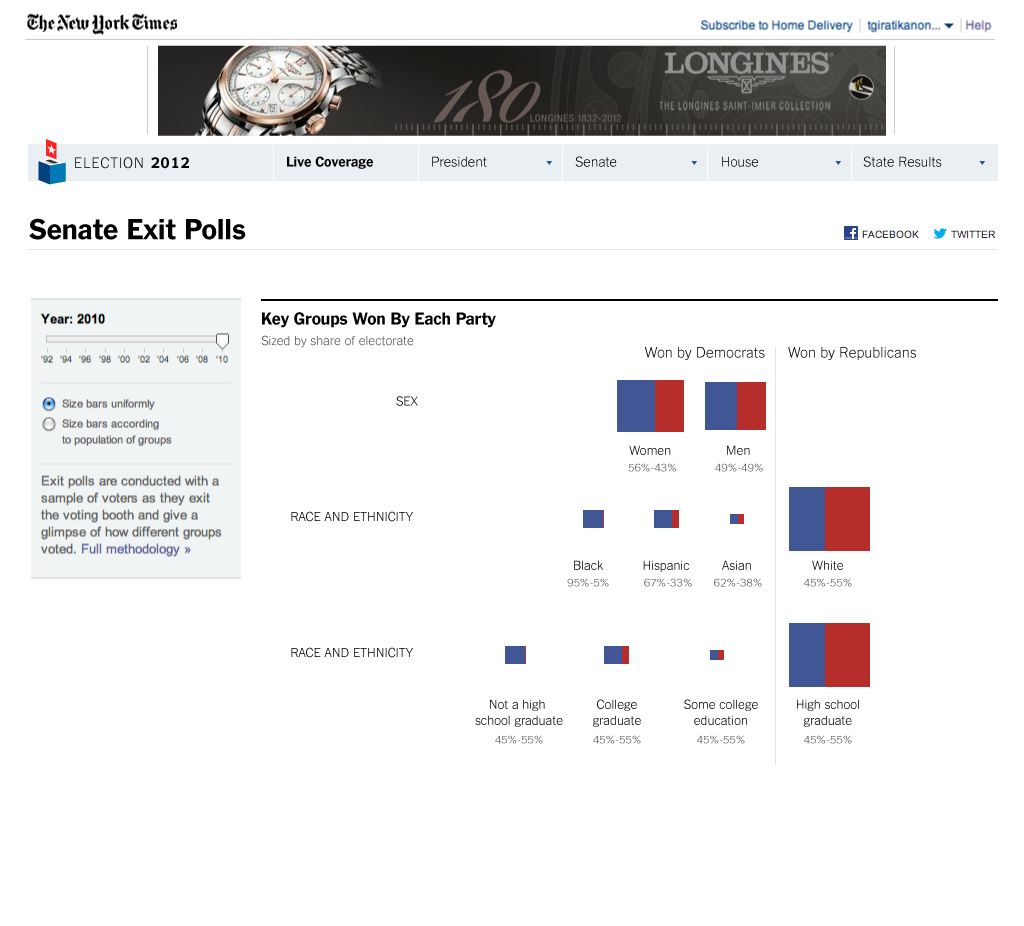 The New York Times
Subscribe to Home Delivery tgiratikanon... Help
LONGINES
180
LONGINES 1832-2012
THE LONGINES SAINT-IMIER COLLECTION
ELECTION 2012
Live Coverage
President
Senate
House
State Results
Senate Exit Polls
FACEBOOK TWITTER
Year: 2010
'92 '94 '96 '98 '00 '02 '04 '06 '08 '10
Size bars uniformly
Size bars according
to population of groups
Exit polls are conducted with a
sample of voters as they exit
the voting booth and give a
glimpse of how different groups
voted. Full methodology »
Key Groups Won By Each Party
Sized by share of electorate
Won by Democrats Won by Republicans
SEX
Women Men
56%-43% 49%-49%
RACE AND ETHNICITY
Black Hispanic Asian White
95%-5% 67%-33% 62%-38% 45%-55%
RACE AND ETHNICITY
Not a high College Some college High school
school graduate graduate education graduate
45%-55% 45%-55% 45%-55% 45%-55%